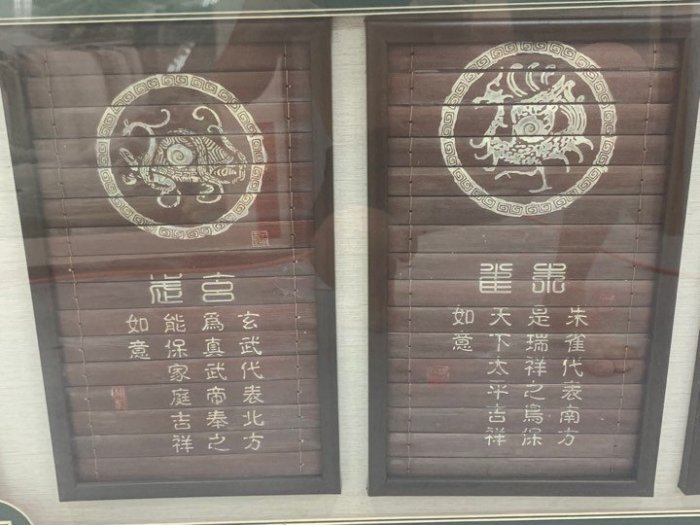 朱雀
朱雀代表南方
是瑞祥之鳥保
天下太平吉祥
如意
玄武
玄武代表北方
為真武帝奉之
能保家庭吉祥
如意